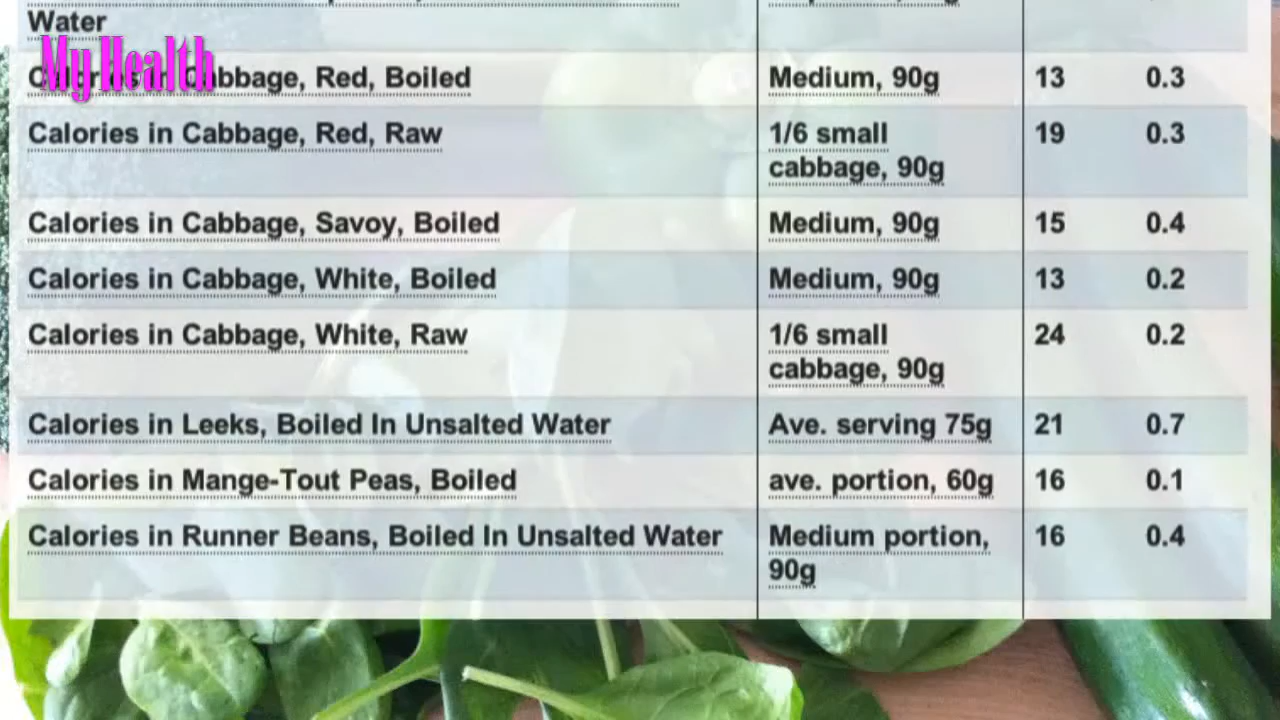 Water
My Health
Calories in Cabbage, Red, Boiled Medium, 90g 13 0.3
Calories in Cabbage, Red, Raw 1/6 small 19 0.3
cabbage, 90g
Calories in Cabbage, Savoy, Boiled Medium, 90g 15 0.4
Calories in Cabbage, White, Boiled Medium, 90g 13 0.2
Calories in Cabbage, White, Raw 1/6 small 24 0.2
cabbage, 90g
Calories in Leeks, Boiled In Unsalted Water Ave. serving 75g 21 0.7
Calories in Mange-Tout Peas, Boiled ave. portion, 60g 16 0.1
Calories in Runner Beans, Boiled In Unsalted Water Medium portion, 16 0.4
90g